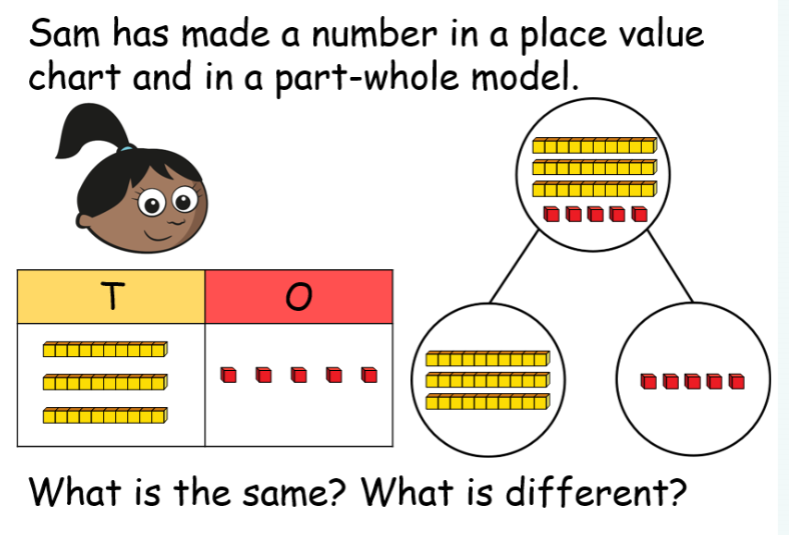 Sam has made a number in a place value
chart and in a part-whole model.
T O
What is the same? What is different?